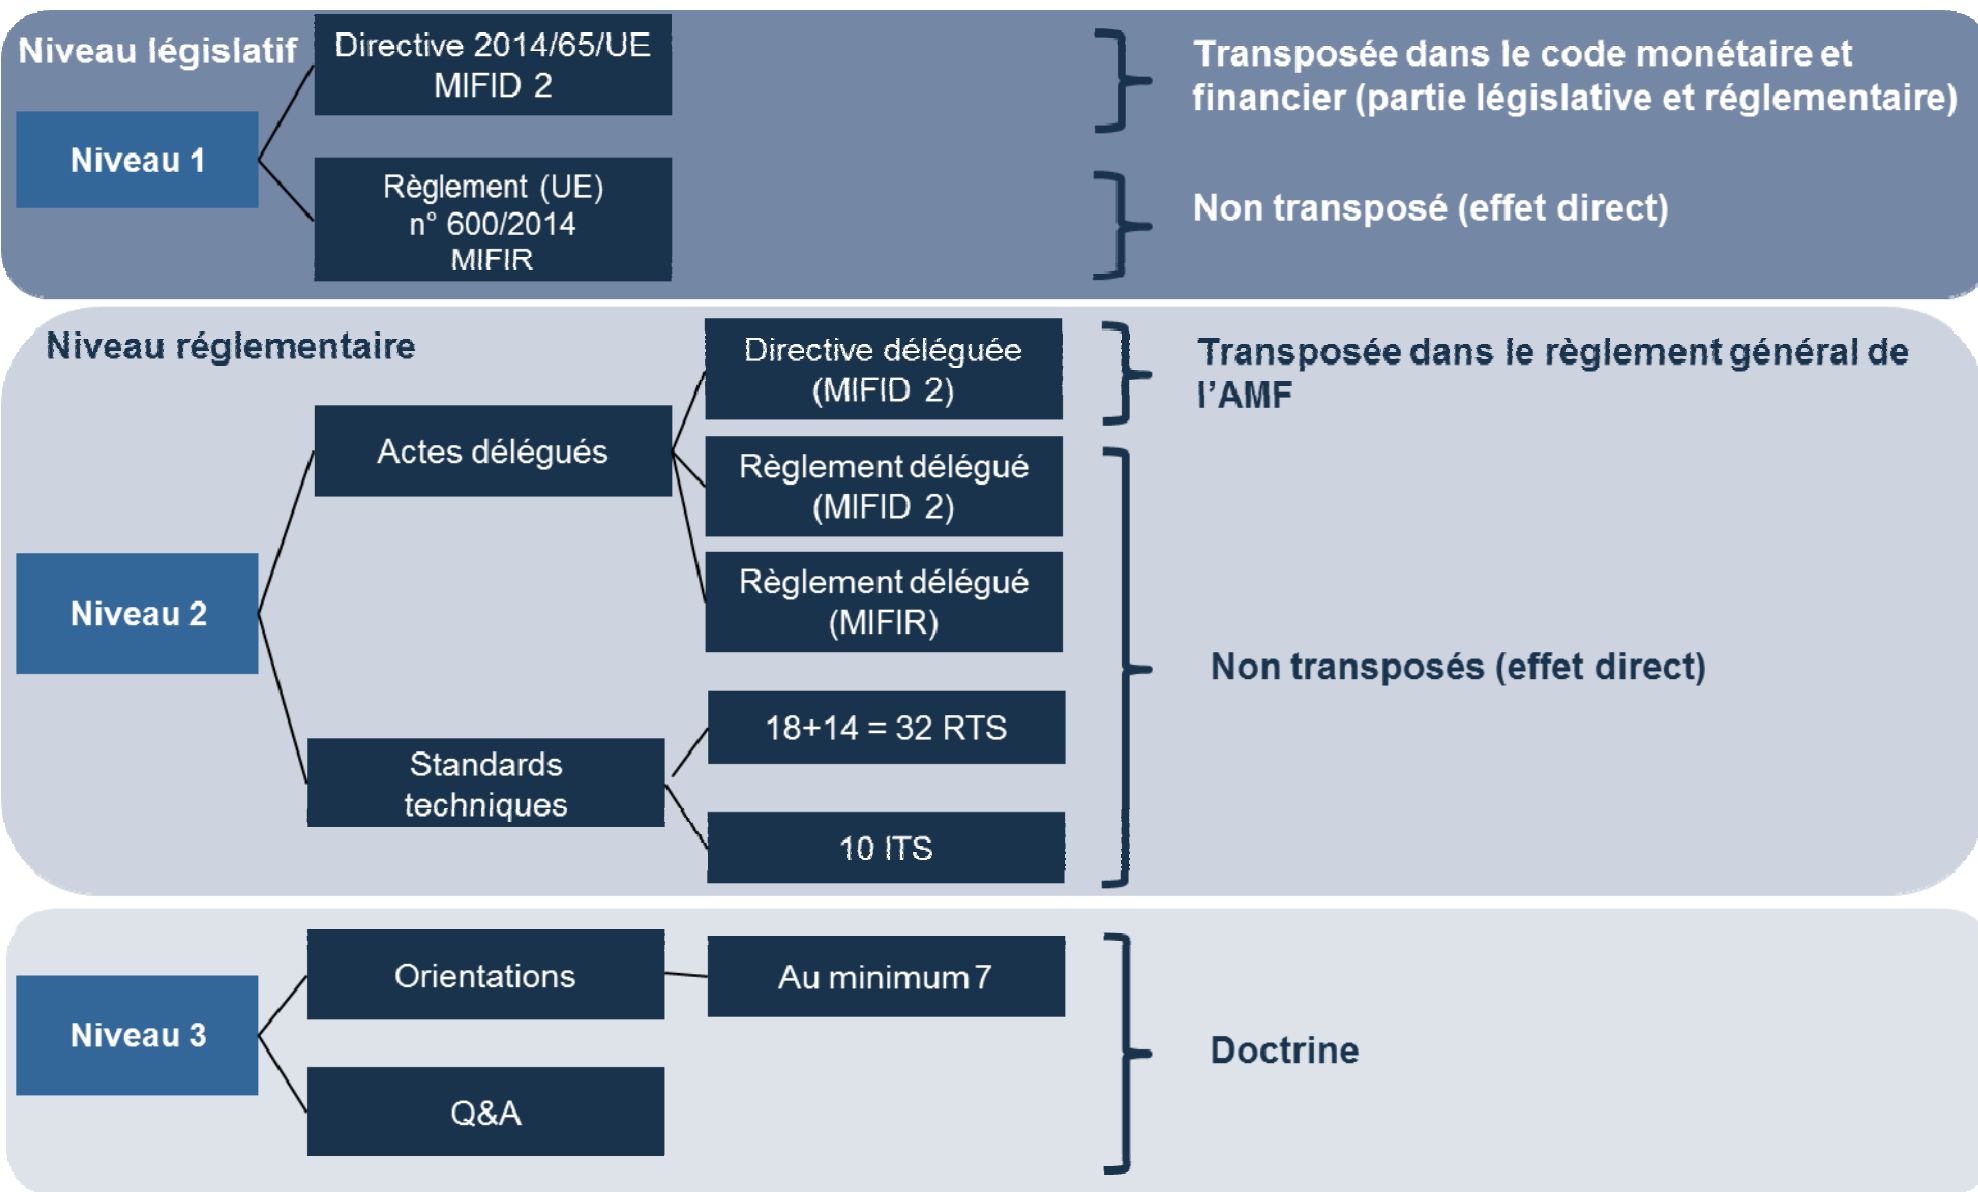 Niveau législatif
Directive 2014/65/UE
MIFID 2
Transposée dans le code monétaire et
financier (partie législative et réglementaire)
Niveau 1
Règlement (UE)
n° 600/2014
MIFIR
Non transposé (effet direct)
Niveau réglementaire
Directive déléguée
(MIFID 2)
Transposée dans le règlement général de
l'AMF
Actes délégués
Règlement délégué
(MIFID 2)
Règlement délégué
(MIFIR)
Niveau 2
Non transposés (effet direct)
Standards
techniques
18+14 = 32 RTS
10 ITS
Niveau 3
Orientations
Au minimum 7
Q&A
Doctrine